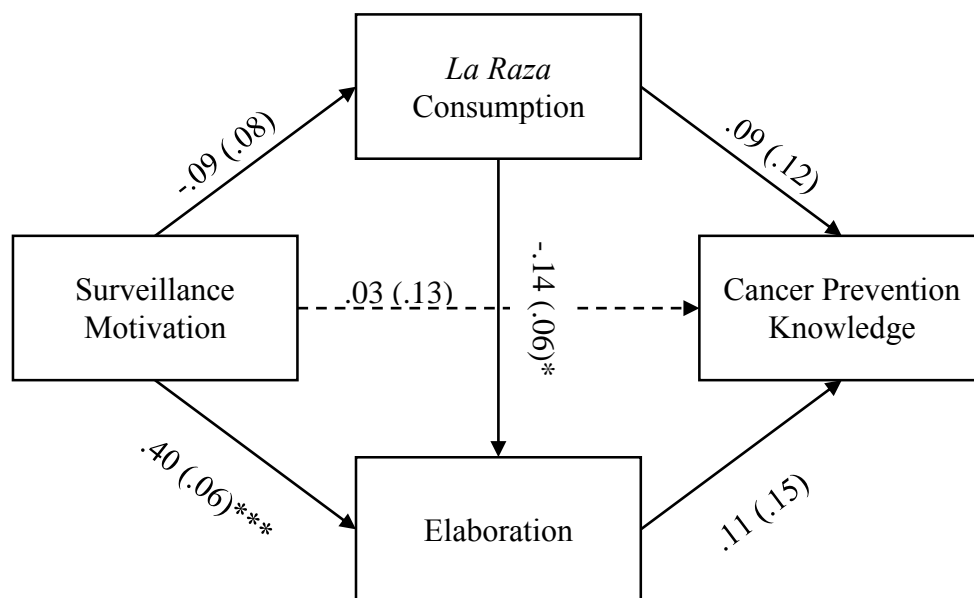 La Raza
Consumption
-.09 (.08)
.09 (.12)
Surveillance
Motivation
.03 (.13)
-.14 (.06)*
Cancer Prevention
Knowledge
.40 (.06)***
Elaboration
.11 (.15)